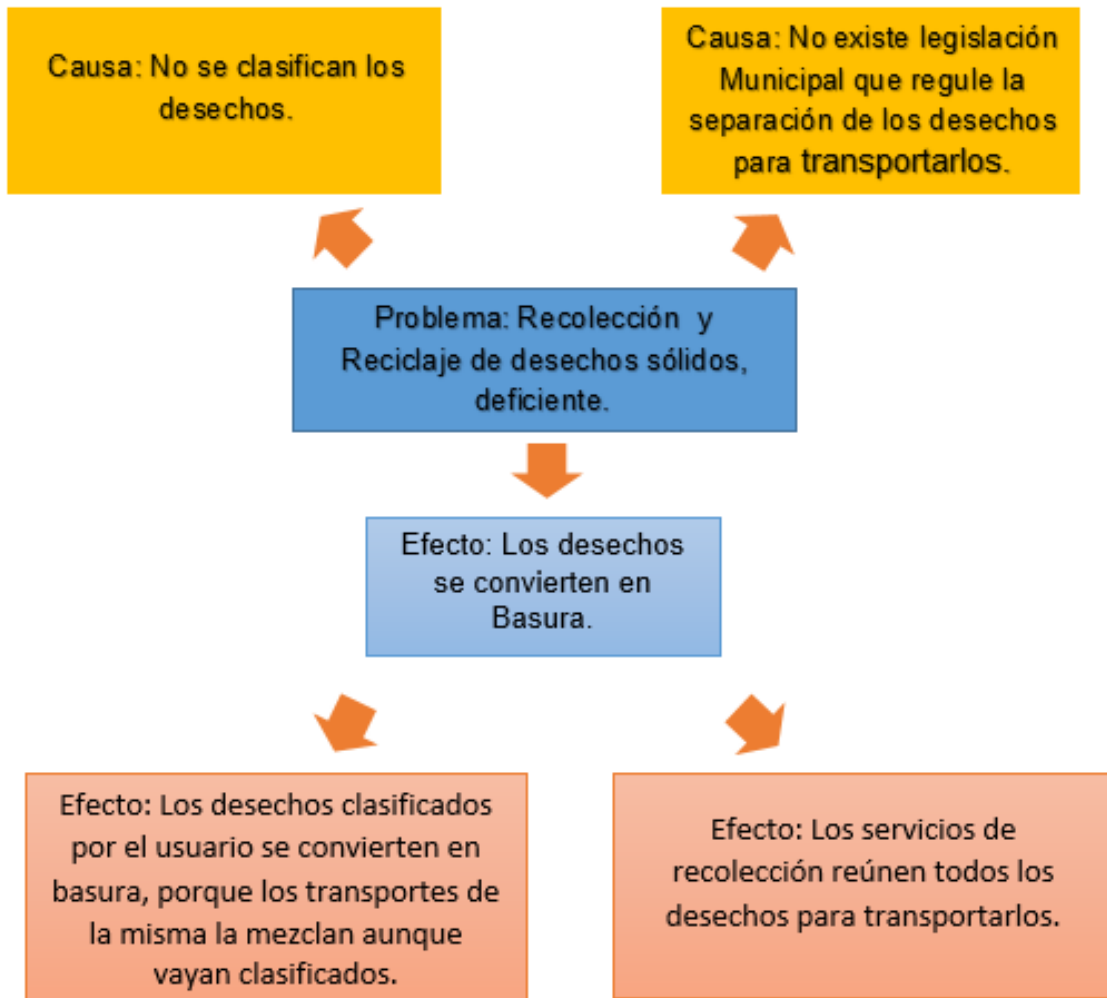 Causa: No se clasifican los
desechos.
Causa: No existe legislación
Municipal que regule la
separación de los desechos
para transportarlos.
Problema: Recolección y
Reciclaje de desechos sólidos,
deficiente.
Efecto: Los desechos
se convierten en
Basura.
Efecto: Los desechos clasificados
por el usuario se convierten en
basura, porque los transportes de
la misma la mezclan aunque
vayan clasificados.
Efecto: Los servicios de
recolección reúnen todos los
desechos para transportarlos.